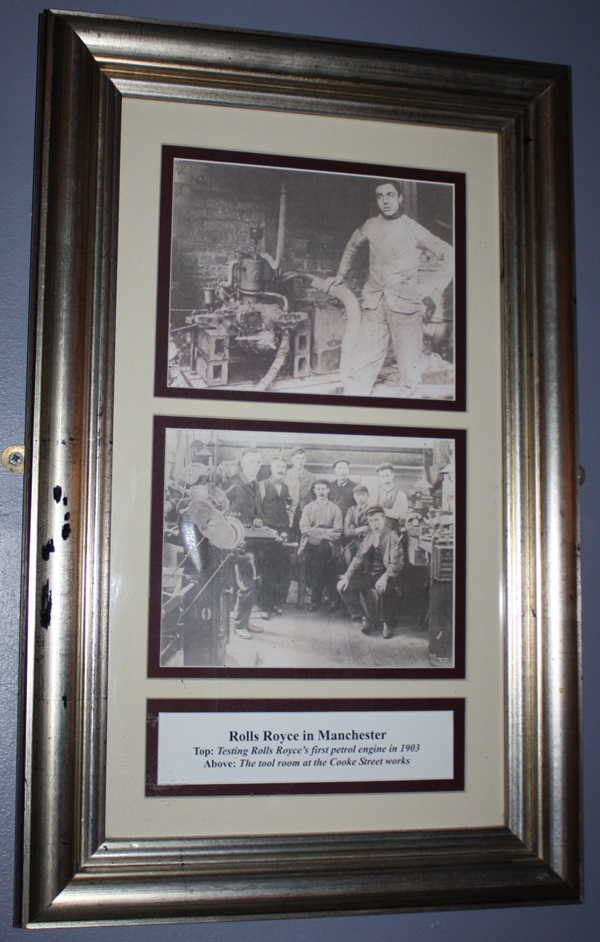 Rolls Royce in Manchester
Top: Testing Rolls Royce's first petrol engine in 1903
Above: The tool room at the Cooke Street works